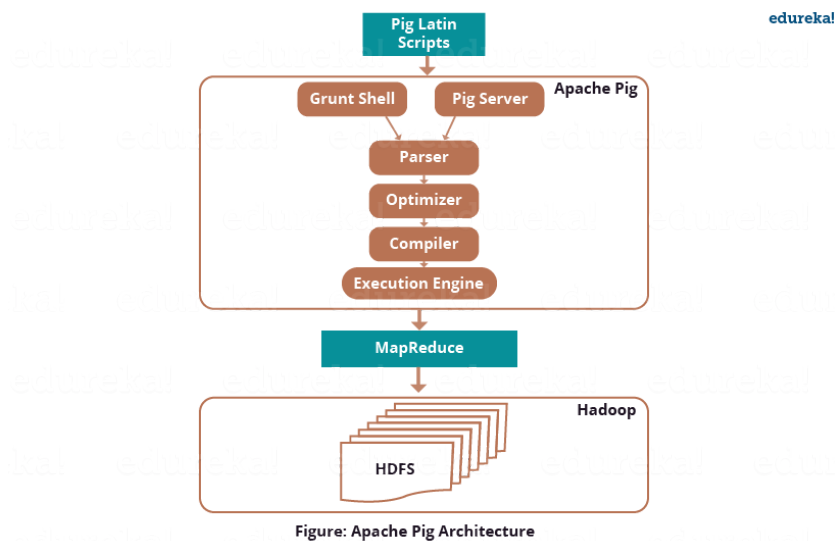 edureka!
Pig Latin
Scripts
Apache Pig
Grunt Shell
Pig Server
Parser
Optimizer
Compiler
Execution Engine
MapReduce
Hadoop
HDFS
Figure: Apache Pig Architecture